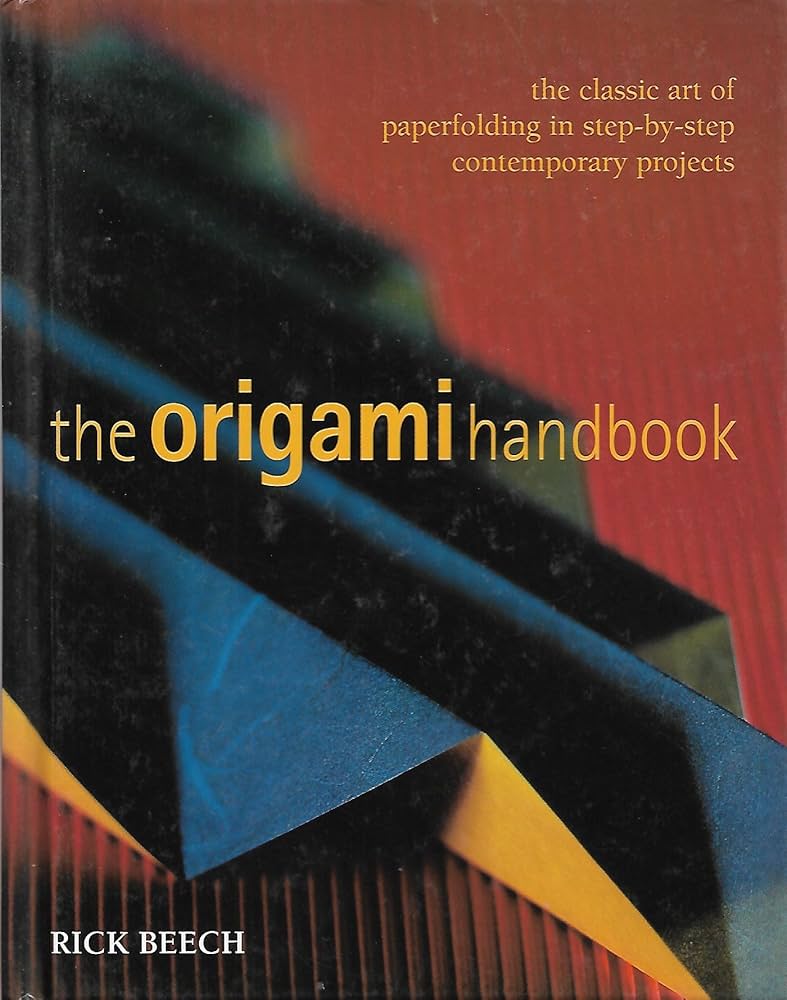 the classic art of
paperfolding in step-by-step
contemporary projects
the origami handbook
RICK BEECH